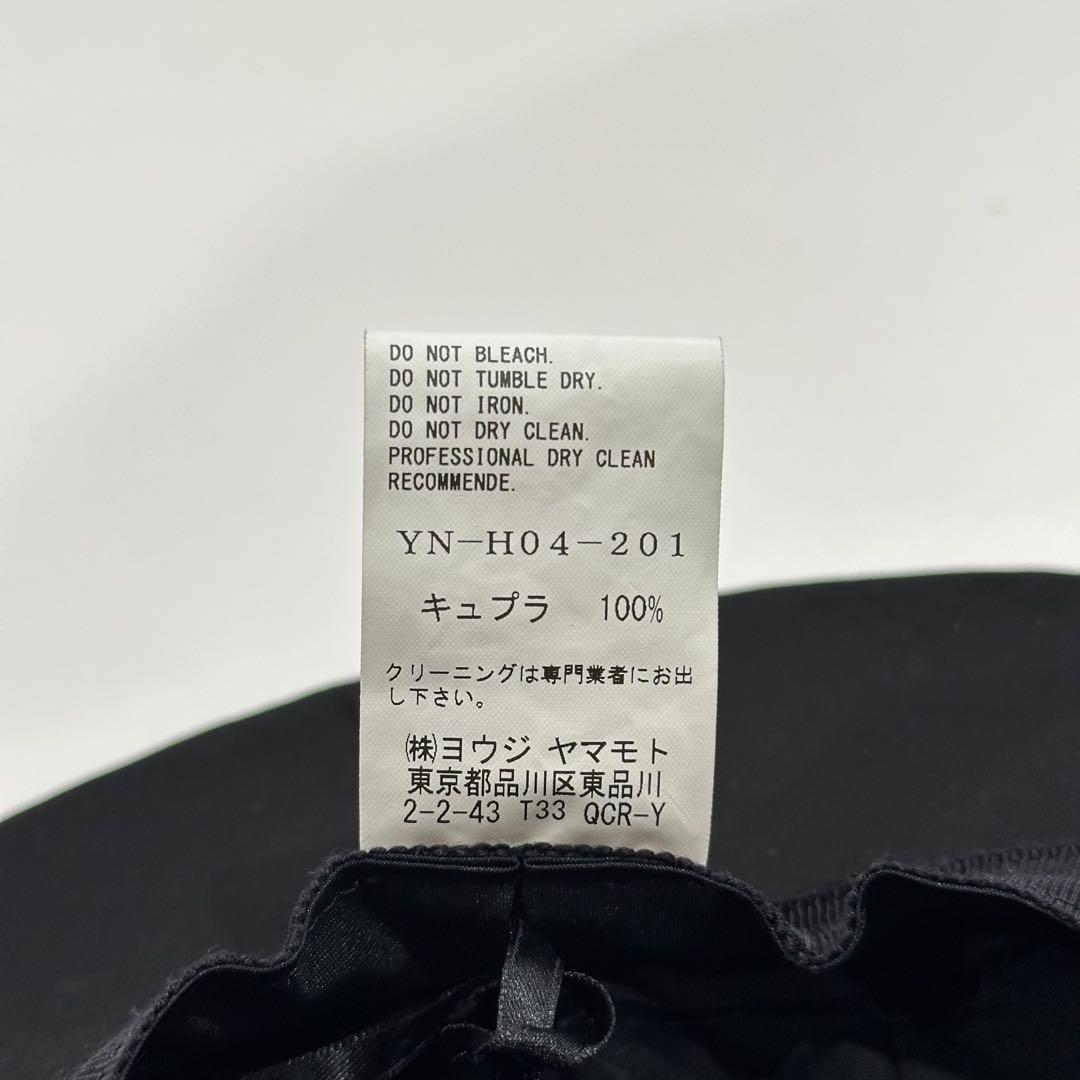 DO NOT BLEACH.
DO NOT TUMBLE DRY.
DO NOT IRON.
DO NOT DRY CLEAN.
PROFESSIONAL DRY CLEAN
RECOMMENDE.
YN－H04－201
キュプラ 100%
クリーニングは専門業者にお出
し下さい。
㈱ヨウジ ヤマモト
東京都品川区東品川
2-2-43 T33 QCR-Y